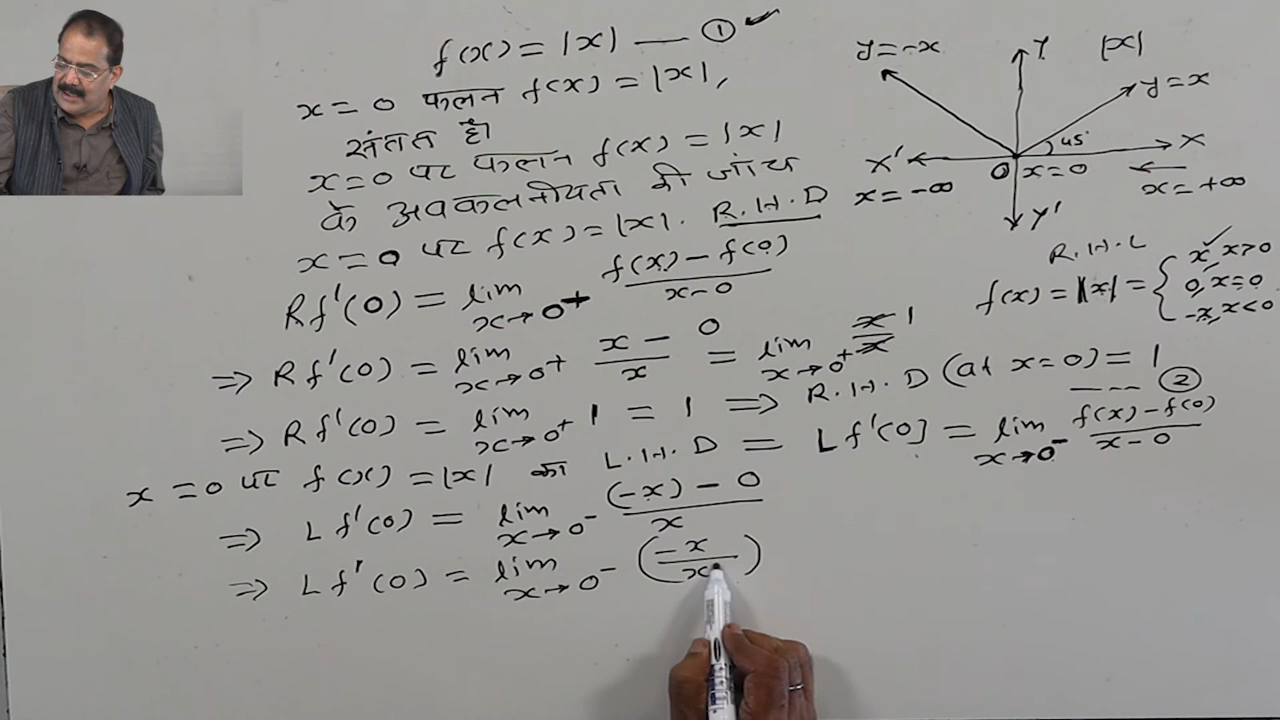 f(x) = |x| — ①✓
x = 0 फलन f(x) = |x|,
संतत है।
x = 0 पर फलन f(x) = |x|
के अवकलनीयता की जांच
x = 0 पर f(x) = |x|. R.H.D
Rf'(0) = lim x→0+ (f(x) - f(0))/(x-0)
⇒ Rf'(0) = lim x→0+ (x - 0)/x = lim x→0+ x/x 1
⇒ Rf'(0) = lim x→0+ 1 = 1 ⇒ R.H.D (at x=0) = 1
---- ②
x = 0 पर f(x) = |x| का L.H.D = Lf'(0) = lim x→0- (f(x) - f(0))/(x-0)
⇒ Lf'(0) = lim x→0- ((-x) - 0)/x
⇒ Lf'(0) = lim x→0- (-x/x)
y=-x
Y
|x|
y=x
45°
X' X
0 x=0
x=-∞ x=+∞
Y'
R.H.L ✓
f(x) = |x| = { x, x>0
0, x=0
-x, x<0